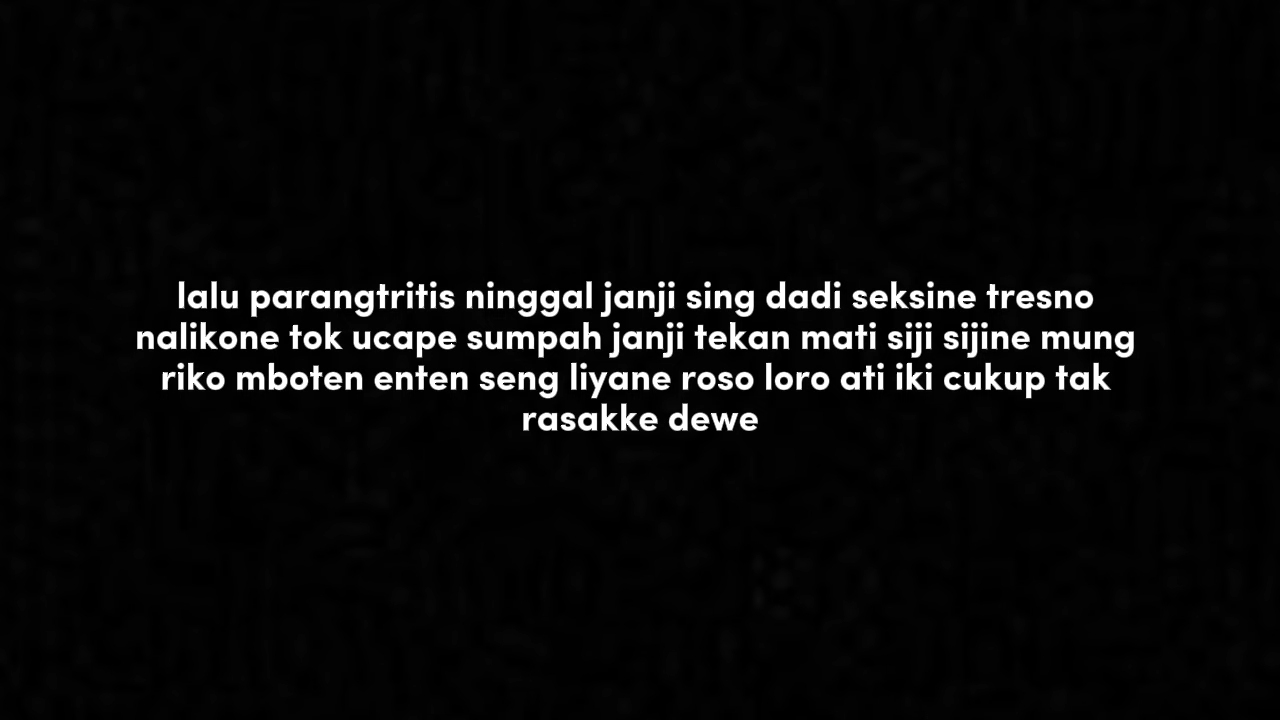 lalu parangtritis ninggal janji sing dadi seksine tresno
nalikone tok ucape sumpah janji tekan mati siji sijine mung
riko mboten enten seng liyane roso loro ati iki cukup tak
rasakke dewe